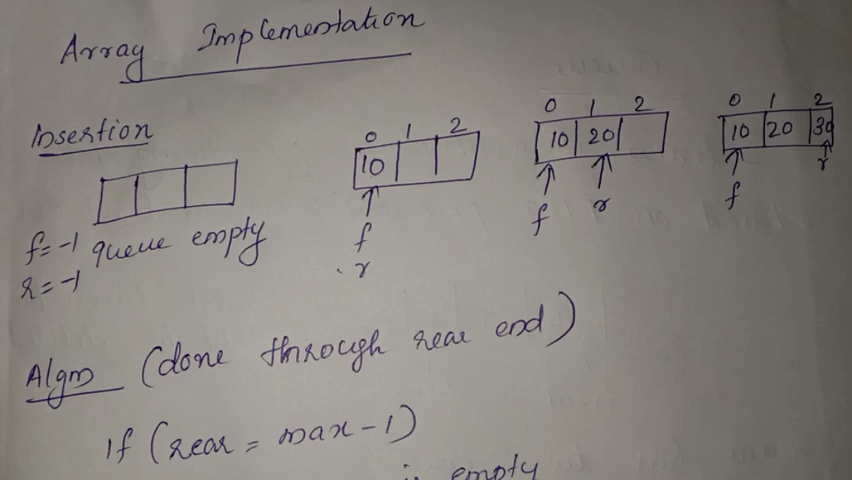 Array Implementation
Insertion
0 1 2
10
0 1 2
10 20
0 1 2
10 20 30
f r
f r
f r
f=-1 queue empty
r=-1
Algm (done through rear end)
If (rear = max-1)
empty